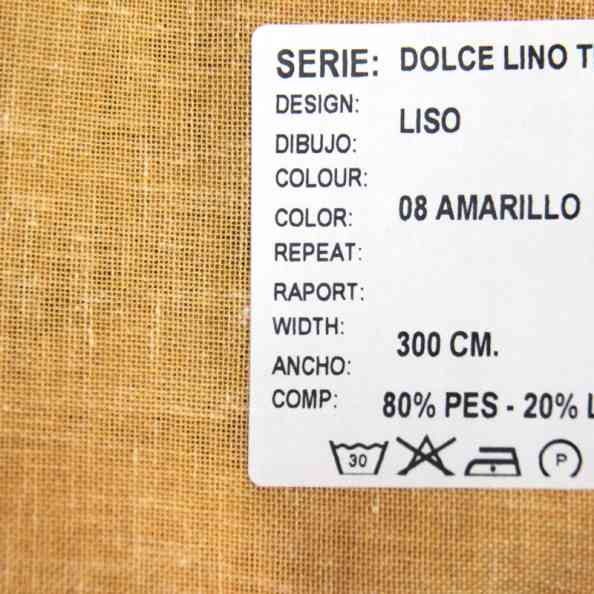 SERIE: DOLCE LINO
DESIGN:
LISO
DIBUJO:
COLOUR:
08 AMARILLO
COLOR:
REPEAT:
RAPORT:
WIDTH:
300 CM.
ANCHO:
COMP: 80% PES - 20%
30
P